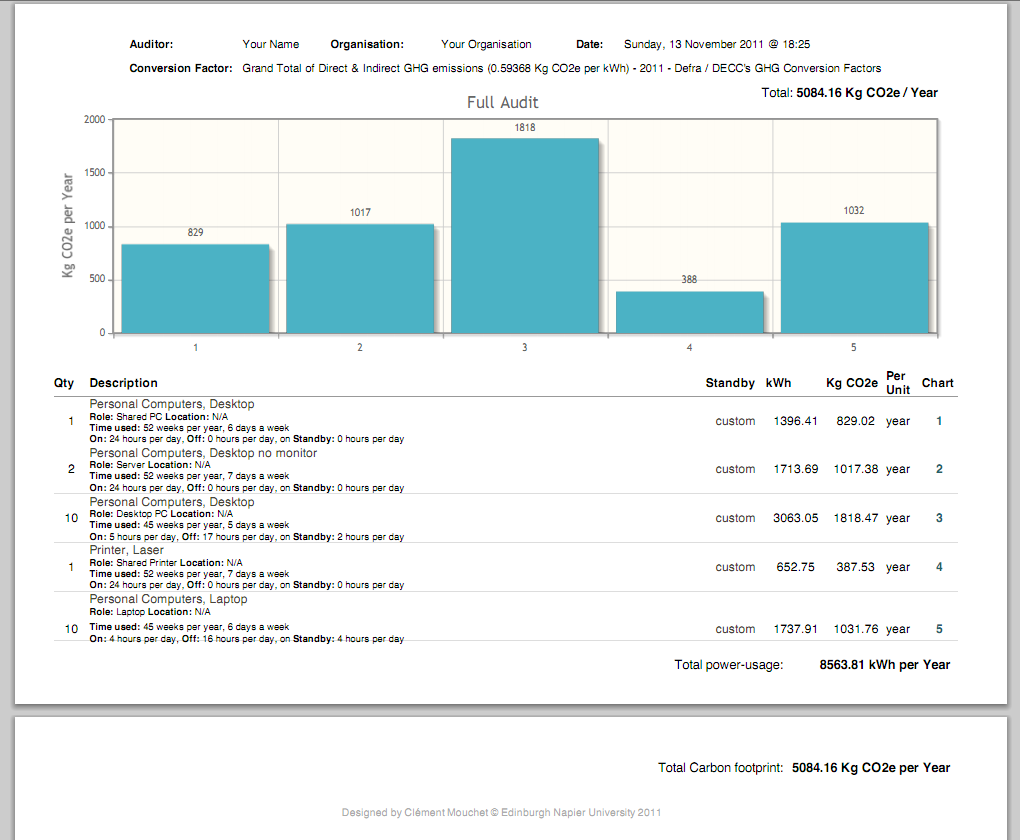 Auditor: Your Name Organisation: Your Organisation Date: Sunday, 13 November 2011 @ 18:25
Conversion Factor: Grand Total of Direct & Indirect GHG emissions (0.59368 Kg CO2e per kWh) - 2011 - Defra / DECC's GHG Conversion Factors
Total: 5084.16 Kg CO2e / Year
Full Audit
Kg CO2e per Year
2000
1500
1000
500
0
829
1017
1818
388
1032
1 2 3 4 5
Qty Description Standby kWh Kg CO2e Per Unit Chart
Personal Computers, Desktop
Role: Shared PC Location: N/A
1 custom 1396.41 829.02 year 1
Time used: 52 weeks per year, 6 days a week
On: 24 hours per day, Off: 0 hours per day, on Standby: 0 hours per day
Personal Computers, Desktop no monitor
Role: Server Location: N/A
2 custom 1713.69 1017.38 year 2
Time used: 52 weeks per year, 7 days a week
On: 24 hours per day, Off: 0 hours per day, on Standby: 0 hours per day
Personal Computers, Desktop
Role: Desktop PC Location: N/A
10 custom 3063.05 1818.47 year 3
Time used: 45 weeks per year, 5 days a week
On: 5 hours per day, Off: 17 hours per day, on Standby: 2 hours per day
Printer, Laser
Role: Shared Printer Location: N/A
1 custom 652.75 387.53 year 4
Time used: 52 weeks per year, 7 days a week
On: 24 hours per day, Off: 0 hours per day, on Standby: 0 hours per day
Personal Computers, Laptop
Role: Laptop Location: N/A
10 Time used: 45 weeks per year, 6 days a week custom 1737.91 1031.76 year 5
On: 4 hours per day, Off: 16 hours per day, on Standby: 4 hours per day
Total power-usage: 8563.81 kWh per Year
Total Carbon footprint: 5084.16 Kg CO2e per Year
Designed by Clément Mouchet © Edinburgh Napier University 2011